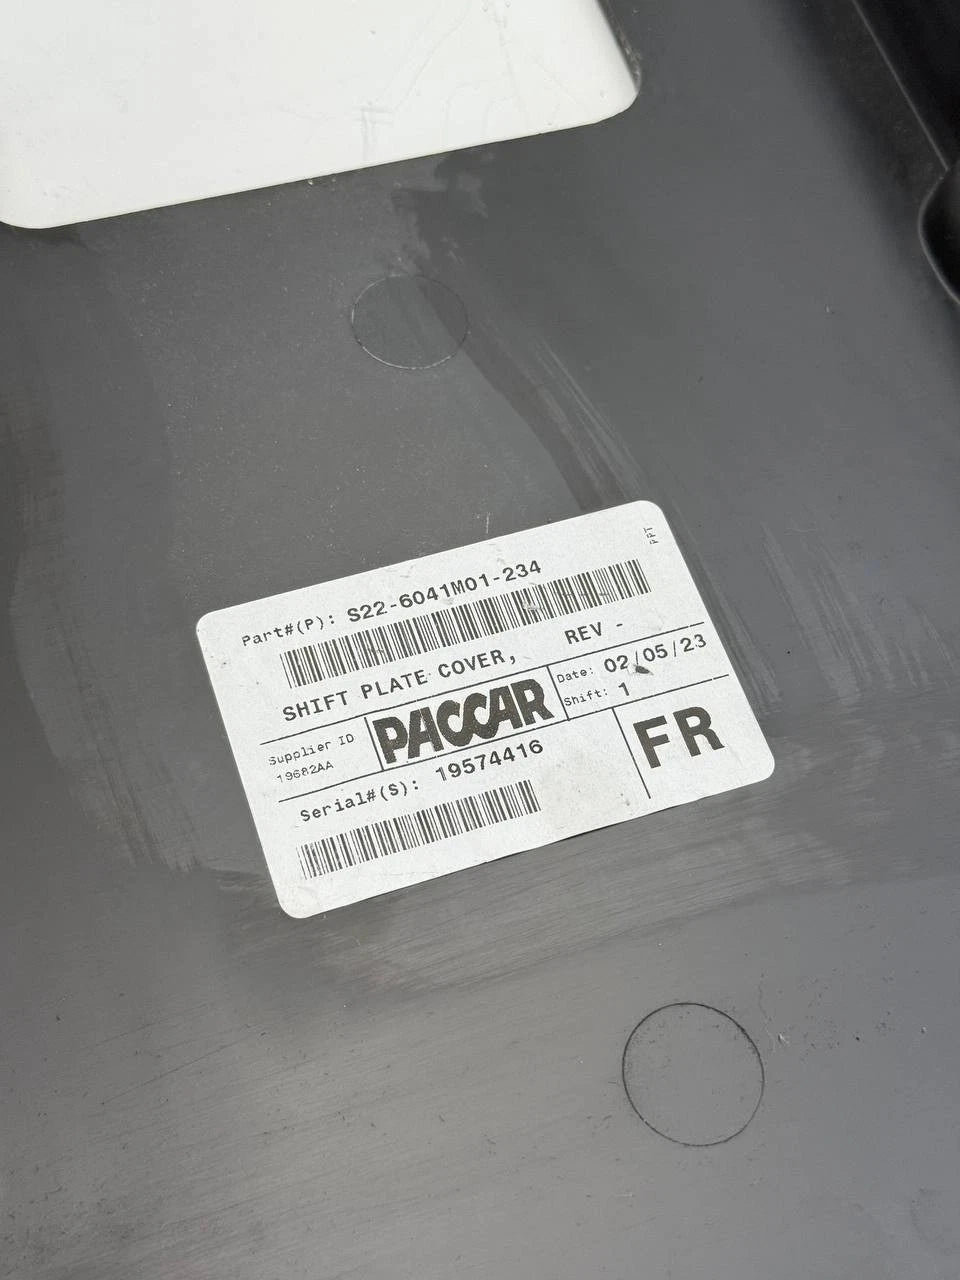 PPT
Part#(P): S22-6041M01-234
SHIFT PLATE COVER, REV -
Supplier ID
19682AA
PACCAR
Date: 02/05/23
Shift: 1
Serial#(S): 19574416
FR